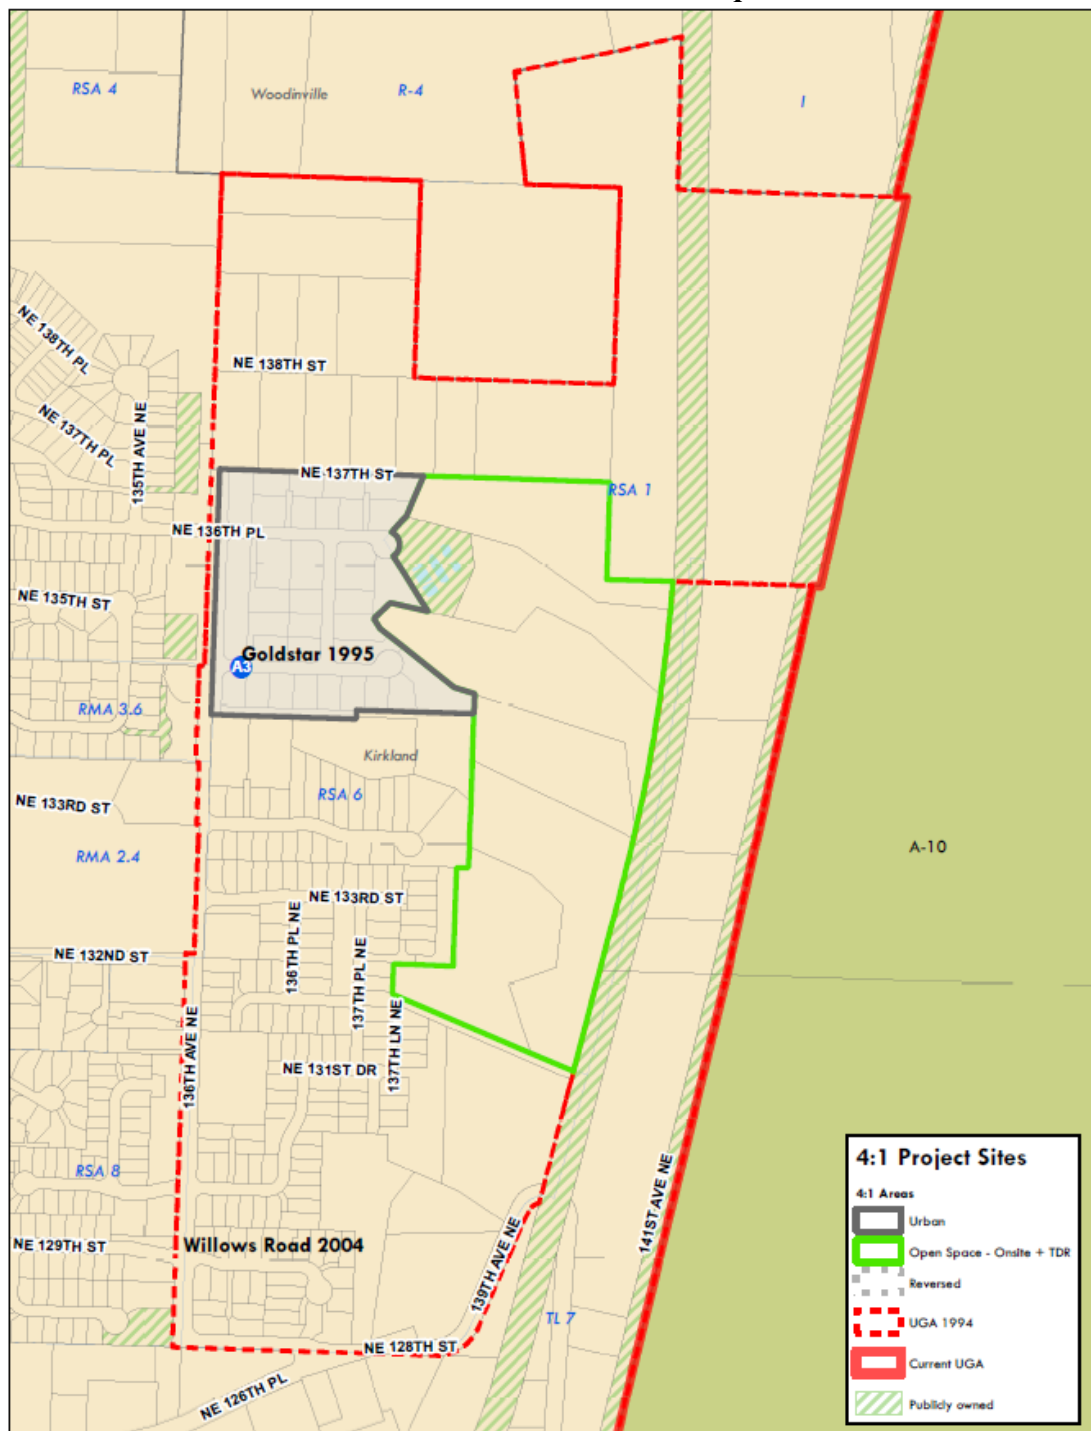 RSA 4
Woodinville
R-4
I
NE 138TH PL
NE 138TH ST
NE 137TH PL
135TH AVE NE
NE 137TH ST
RSA 1
NE 136TH PL
NE 135TH ST
Goldstar 1995
A3
RMA 3.6
Kirkland
RSA 6
NE 133RD ST
RMA 2.4
A-10
NE 133RD ST
136TH PL NE
137TH PL NE
NE 132ND ST
137TH LN NE
136TH AVE NE
NE 131ST DR
RSA 8
141ST AVE NE
NE 129TH ST
Willows Road 2004
139TH AVE NE
TL 7
NE 128TH ST
NE 126TH PL
4:1 Project Sites
4:1 Areas
Urban
Open Space - Onsite + TDR
Reversed
UGA 1994
Current UGA
Publicly owned